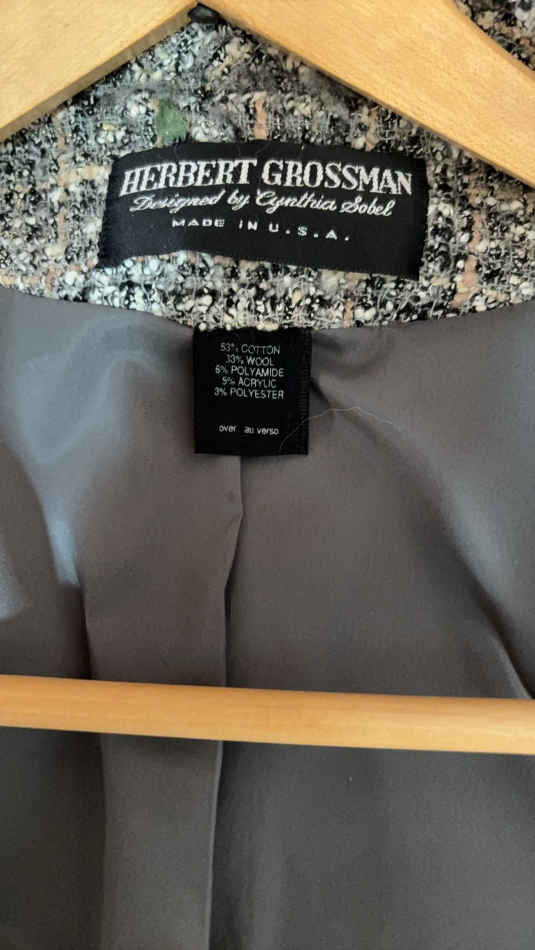 HERBERT GROSSMAN
Designed by Cynthia Sobel
MADE IN U.S.A.
53% COTTON
33% WOOL
6% POLYAMIDE
5% ACRYLIC
3% POLYESTER
over au verso